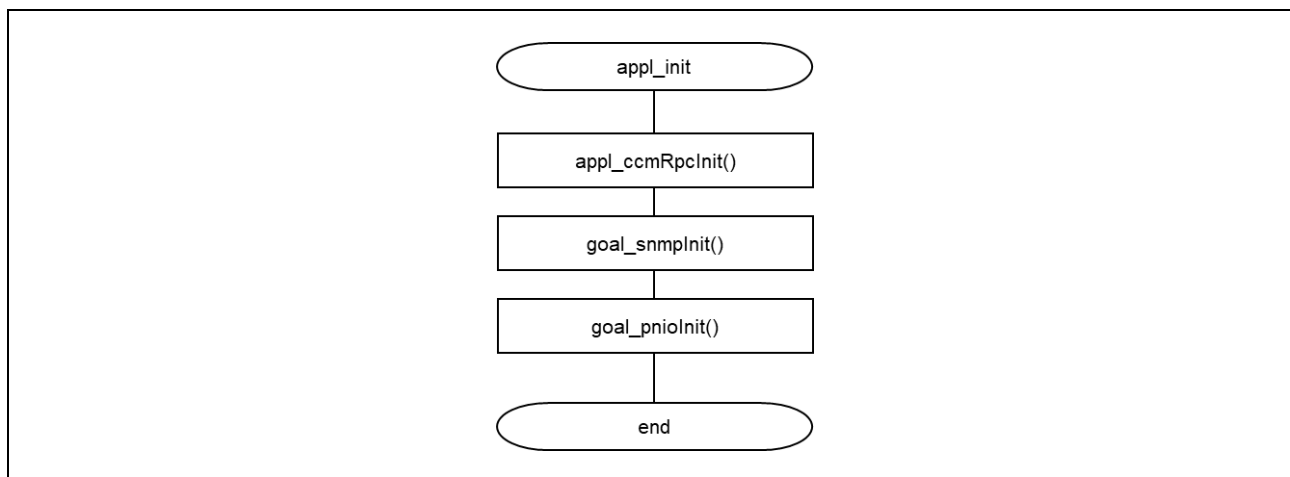 appl_init
appl_ccmRpcInit()
goal_snmpInit()
goal_pnioInit()
end